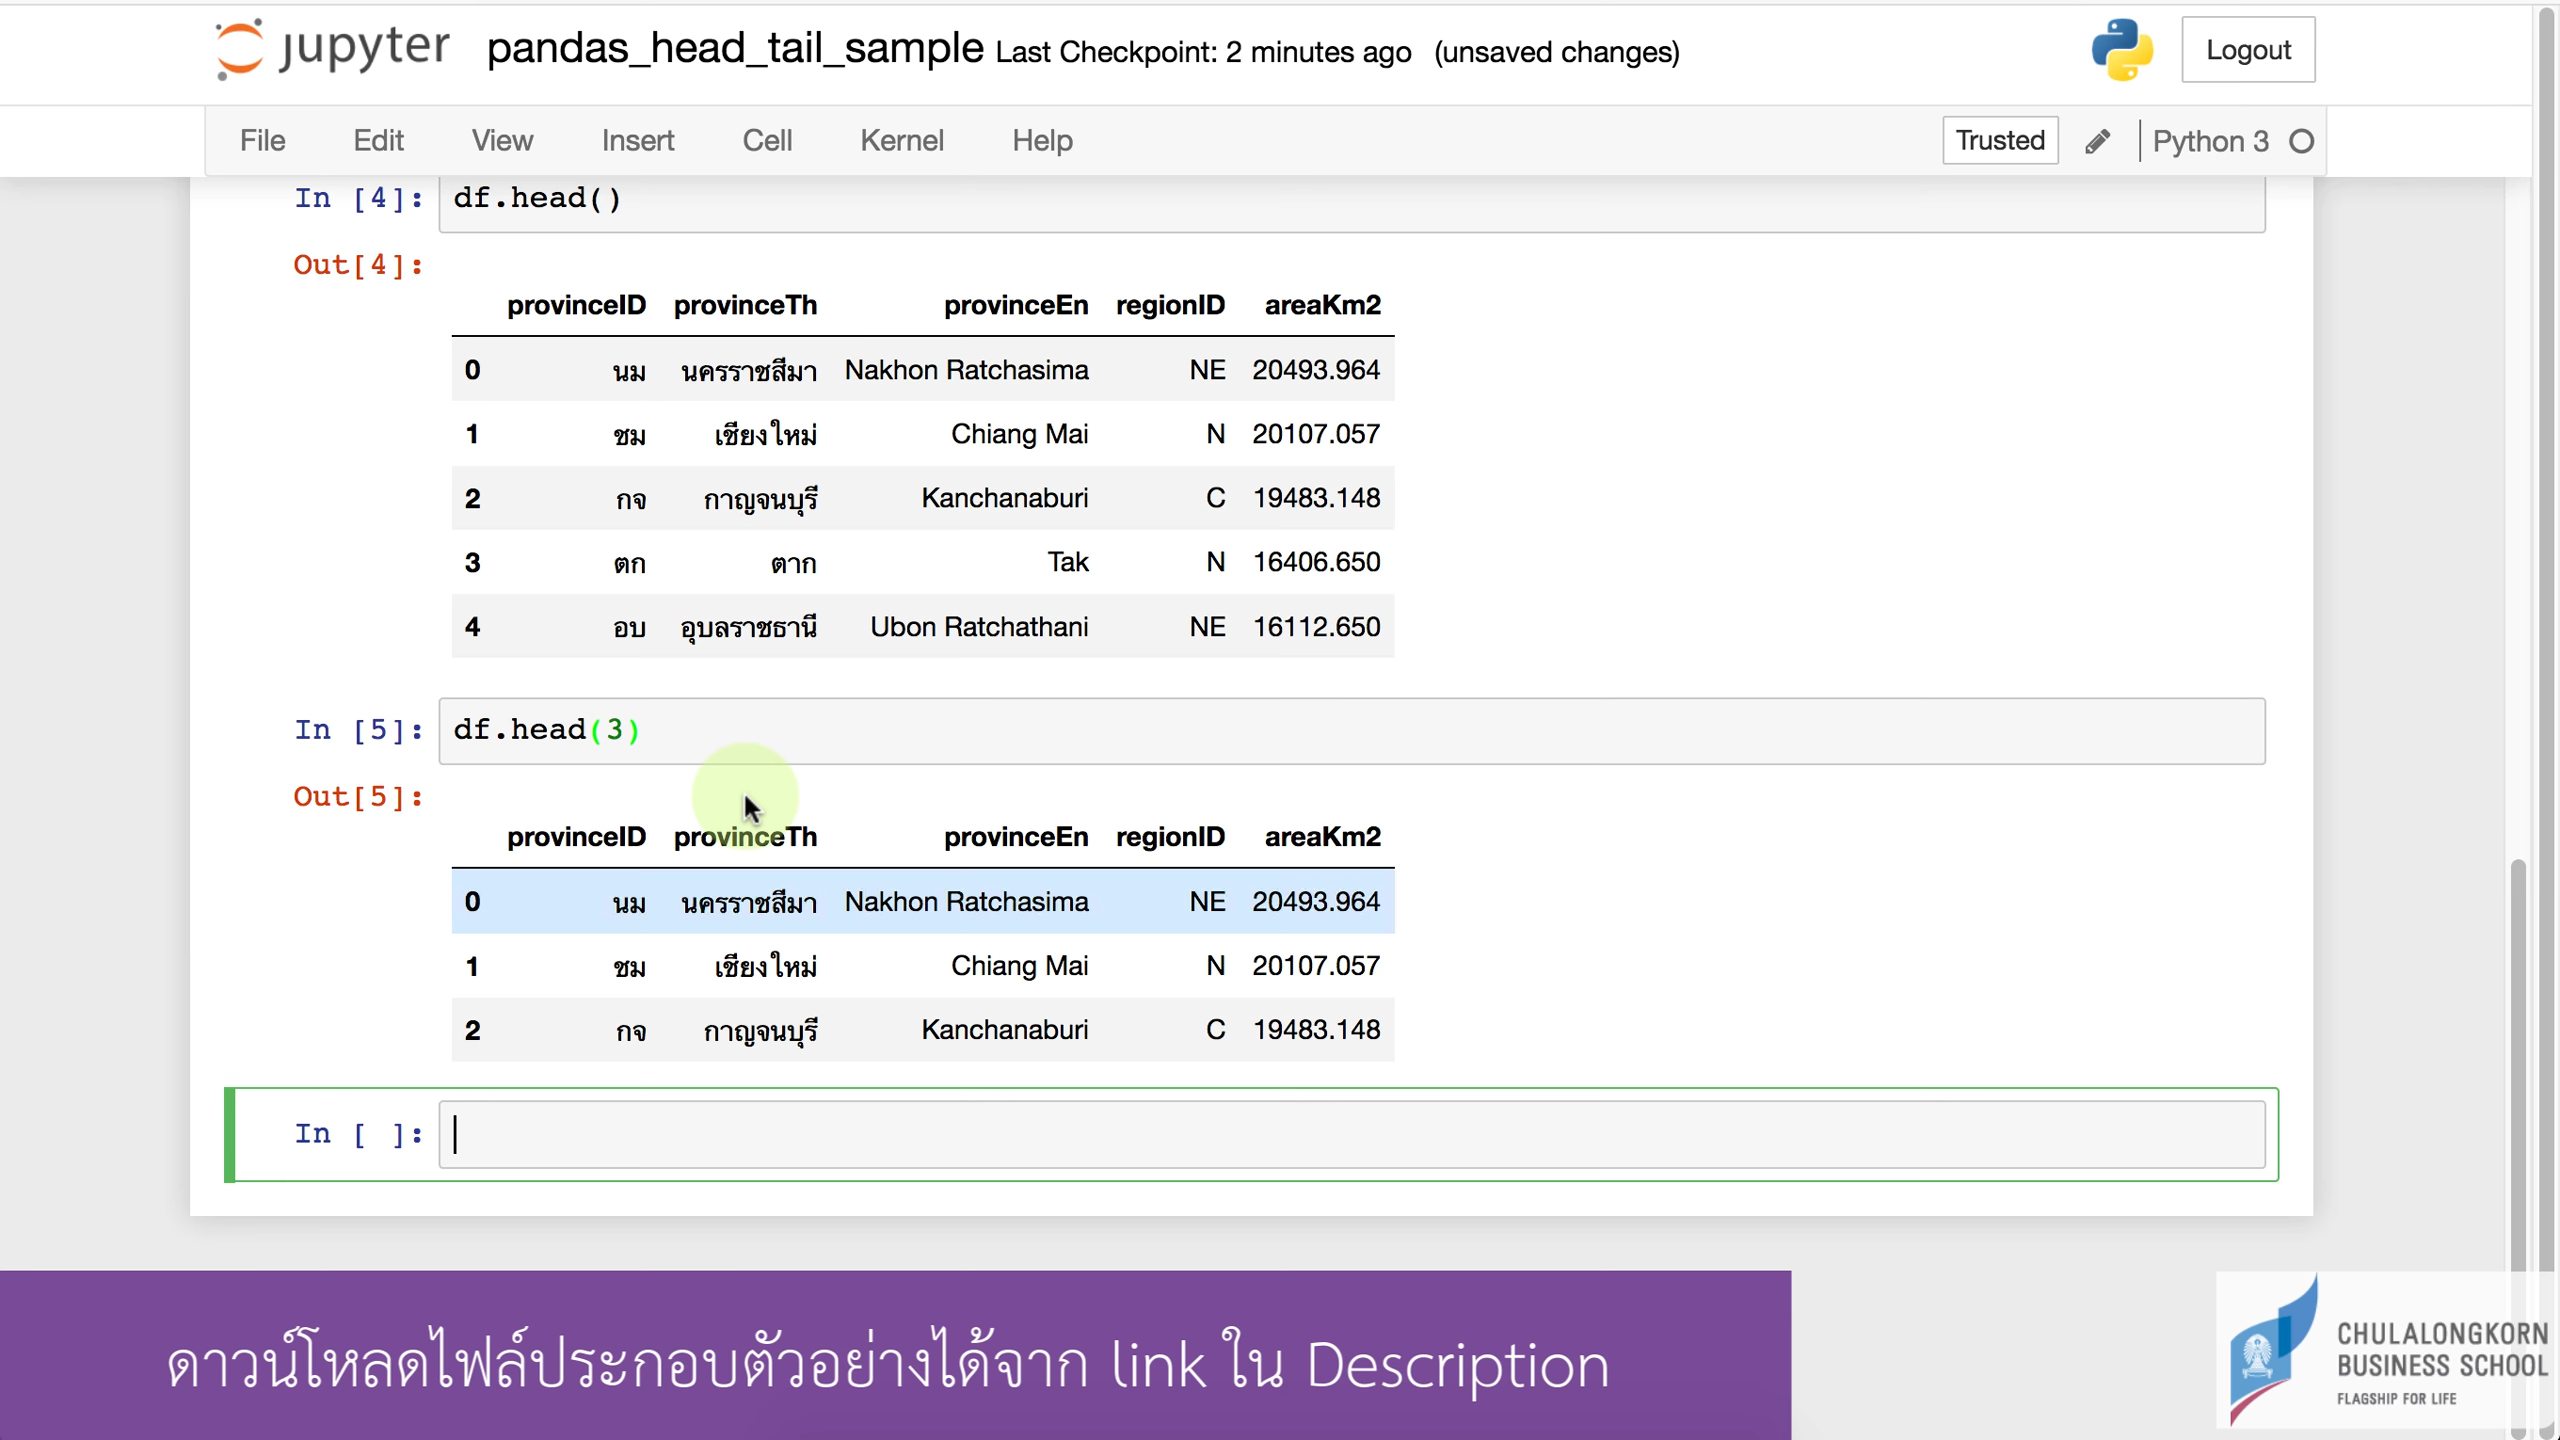 jupyter pandas_head_tail_sample Last Checkpoint: 2 minutes ago (unsaved changes) Logout
File Edit View Insert Cell Kernel Help Trusted Python 3
In [4]: df.head()
Out[4]:
provinceID provinceTh provinceEn regionID areaKm2
0 นม นครราชสีมา Nakhon Ratchasima NE 20493.964
1 ชม เชียงใหม่ Chiang Mai N 20107.057
2 กจ กาญจนบุรี Kanchanaburi C 19483.148
3 ตก ตาก Tak N 16406.650
4 อบ อุบลราชธานี Ubon Ratchathani NE 16112.650
In [5]: df.head(3)
Out[5]:
provinceID provinceTh provinceEn regionID areaKm2
0 นม นครราชสีมา Nakhon Ratchasima NE 20493.964
1 ชม เชียงใหม่ Chiang Mai N 20107.057
2 กจ กาญจนบุรี Kanchanaburi C 19483.148
In [ ]:
ดาวน์โหลดไฟล์ประกอบตัวอย่างได้จาก link ใน Description
CHULALONGKORN
BUSINESS SCHOOL
FLAGSHIP FOR LIFE